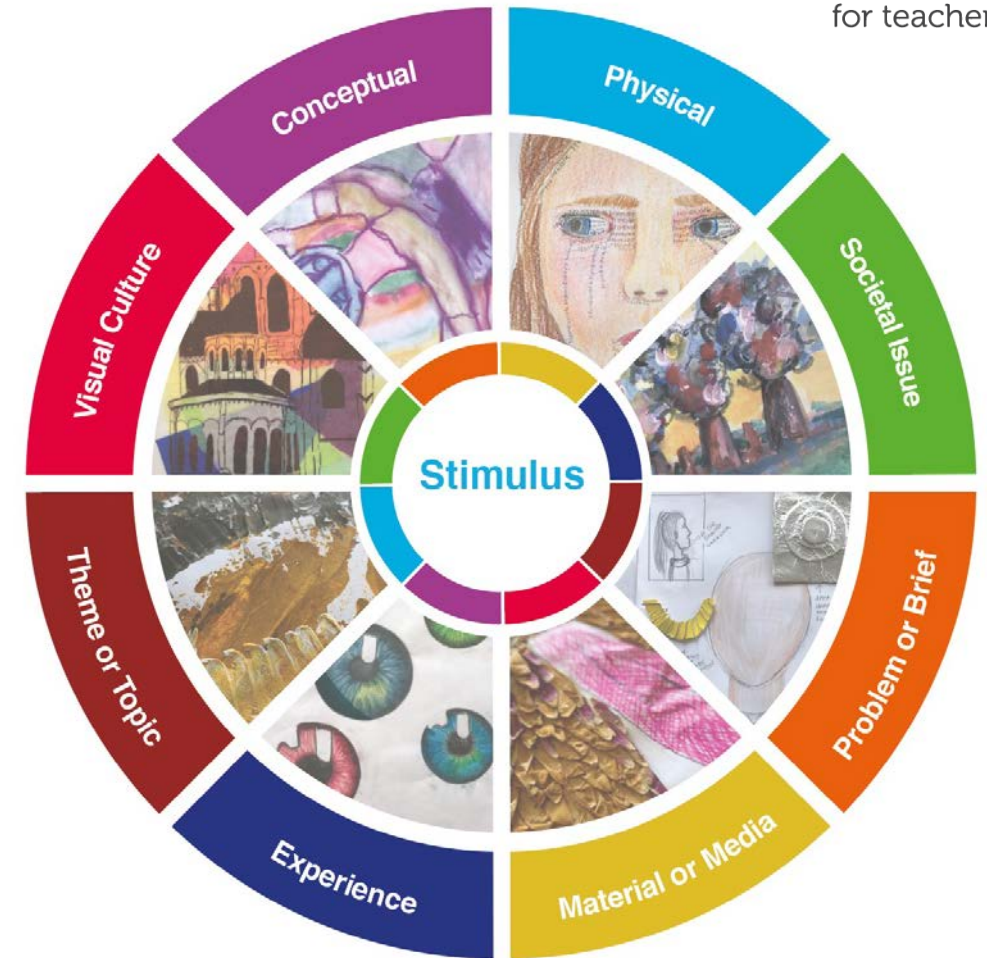 for teacher
Conceptual
Physical
Societal Issue
Problem or Brief
Material or Media
Experience
Theme or Topic
Visual Culture
Stimulus